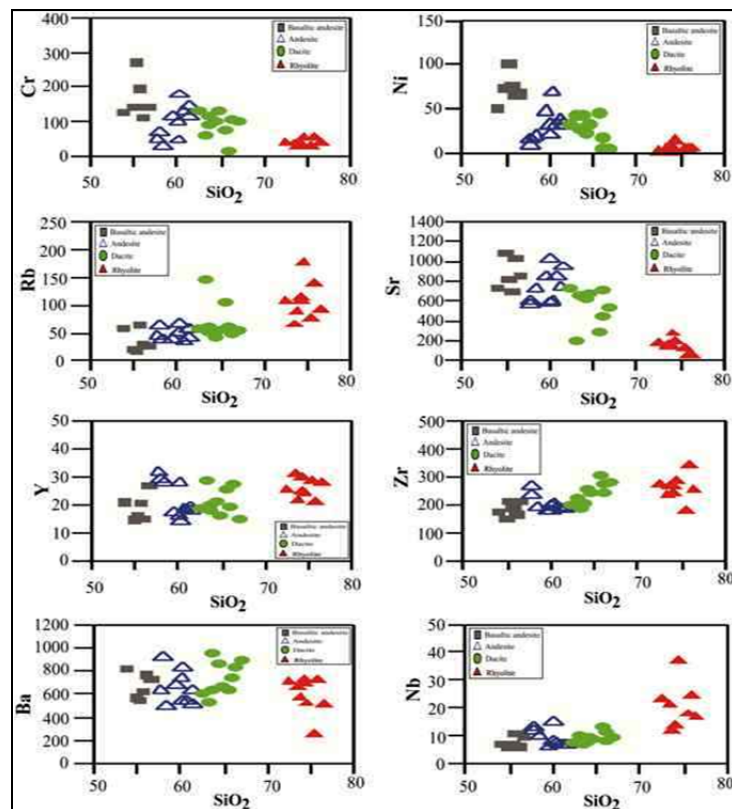 400
300
200
100
0
Cr
50 60 70 80
SiO2
Basaltic andesite
Andesite
Dacite
Rhyolite
150
100
50
0
Ni
50 60 70 80
SiO2
Basaltic andesite
Andesite
Dacite
Rhyolite
250
200
150
100
50
0
Rb
50 60 70 80
SiO2
Basaltic andesite
Andesite
Dacite
Rhyolite
1400
1200
1000
800
600
400
200
0
Sr
50 60 70 80
SiO2
Basaltic andesite
Andesite
Dacite
Rhyolite
50
40
30
20
10
0
Y
50 60 70 80
SiO2
Basaltic andesite
Andesite
Dacite
Rhyolite
500
400
300
200
100
0
Zr
50 60 70 80
SiO2
Basaltic andesite
Andesite
Dacite
Rhyolite
1200
1000
800
600
400
200
0
Ba
50 60 70 80
SiO2
Basaltic andesite
Andesite
Dacite
Rhyolite
50
40
30
20
10
0
Nb
50 60 70 80
SiO2
Basaltic andesite
Andesite
Dacite
Rhyolite